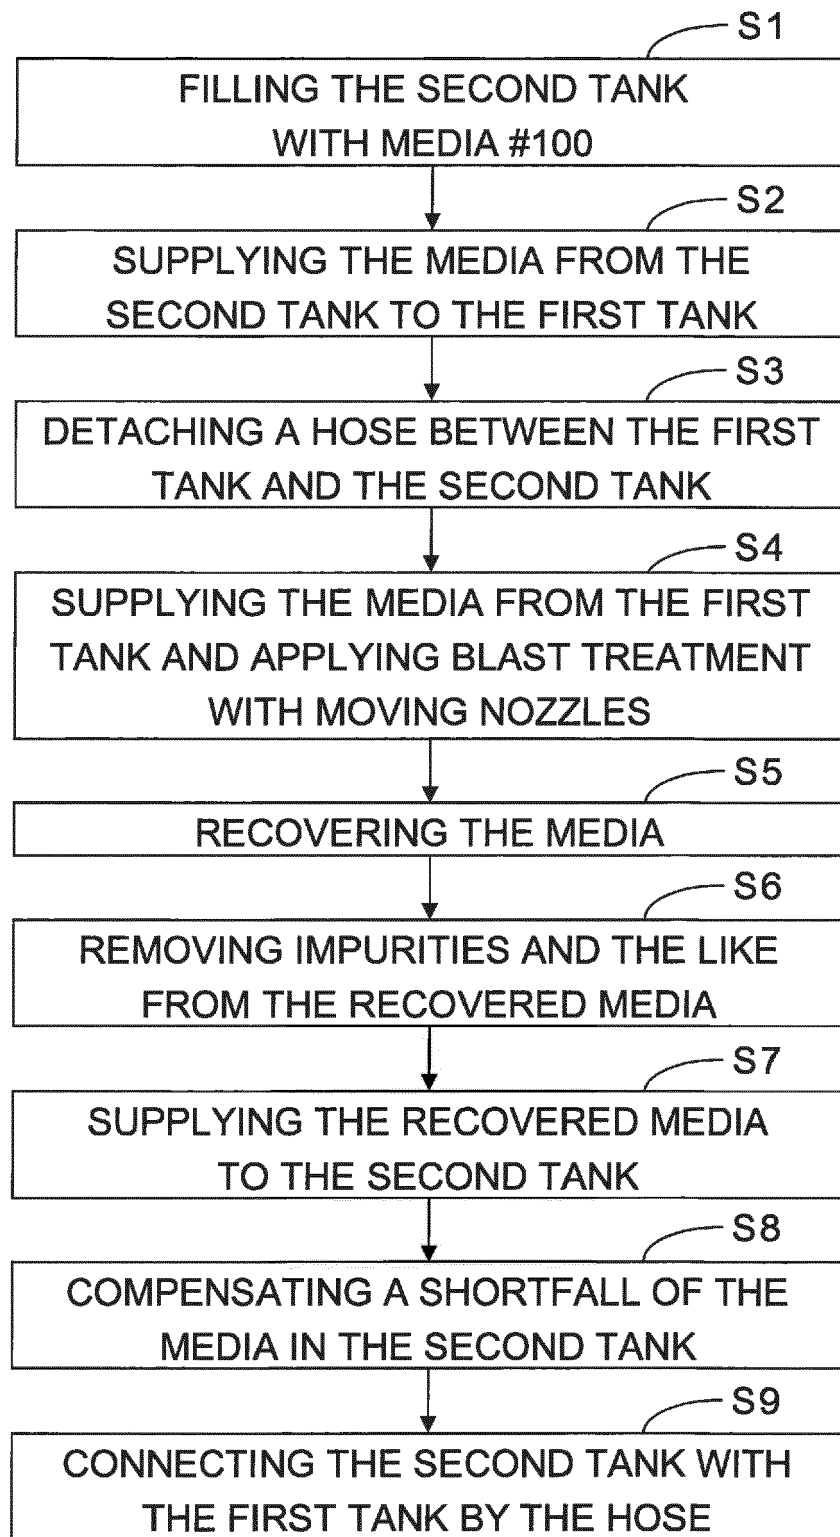 S1
FILLING THE SECOND TANK
WITH MEDIA #100
S2
SUPPLYING THE MEDIA FROM THE
SECOND TANK TO THE FIRST TANK
S3
DETACHING A HOSE BETWEEN THE FIRST
TANK AND THE SECOND TANK
S4
SUPPLYING THE MEDIA FROM THE FIRST
TANK AND APPLYING BLAST TREATMENT
WITH MOVING NOZZLES
S5
RECOVERING THE MEDIA
S6
REMOVING IMPURITIES AND THE LIKE
FROM THE RECOVERED MEDIA
S7
SUPPLYING THE RECOVERED MEDIA
TO THE SECOND TANK
S8
COMPENSATING A SHORTFALL OF THE
MEDIA IN THE SECOND TANK
S9
CONNECTING THE SECOND TANK WITH
THE FIRST TANK BY THE HOSE